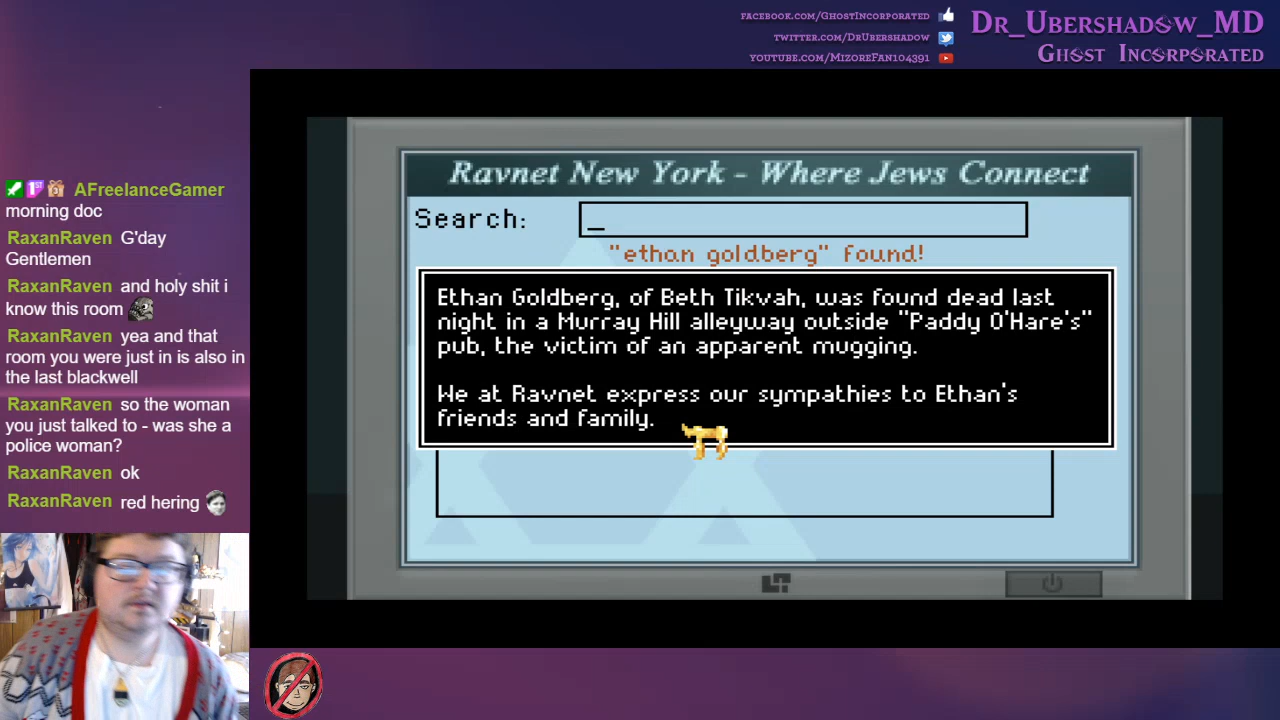 FACEBOOK.COM/GHOSTINCORPORATED
TWITTER.COM/DRUBERSHADOW
YOUTUBE.COM/MIZOREFAN104391
Dr_Ubershadow_MD
Ghost Incorporated
AFreelanceGamer
morning doc
RaxanRaven G'day
Gentlemen
RaxanRaven and holy shit i
know this room
RaxanRaven yea and that
room you were just in is also in
the last blackwell
RaxanRaven so the woman
you just talked to - was she a
police woman?
RaxanRaven ok
RaxanRaven red hering
Ravnet New York - Where Jews Connect
Search: _
"ethan goldberg" found!
Ethan Goldberg, of Beth Tikvah, was found dead last
night in a Murray Hill alleyway outside "Paddy O'Hare's"
pub, the victim of an apparent mugging.
We at Ravnet express our sympathies to Ethan's
friends and family.